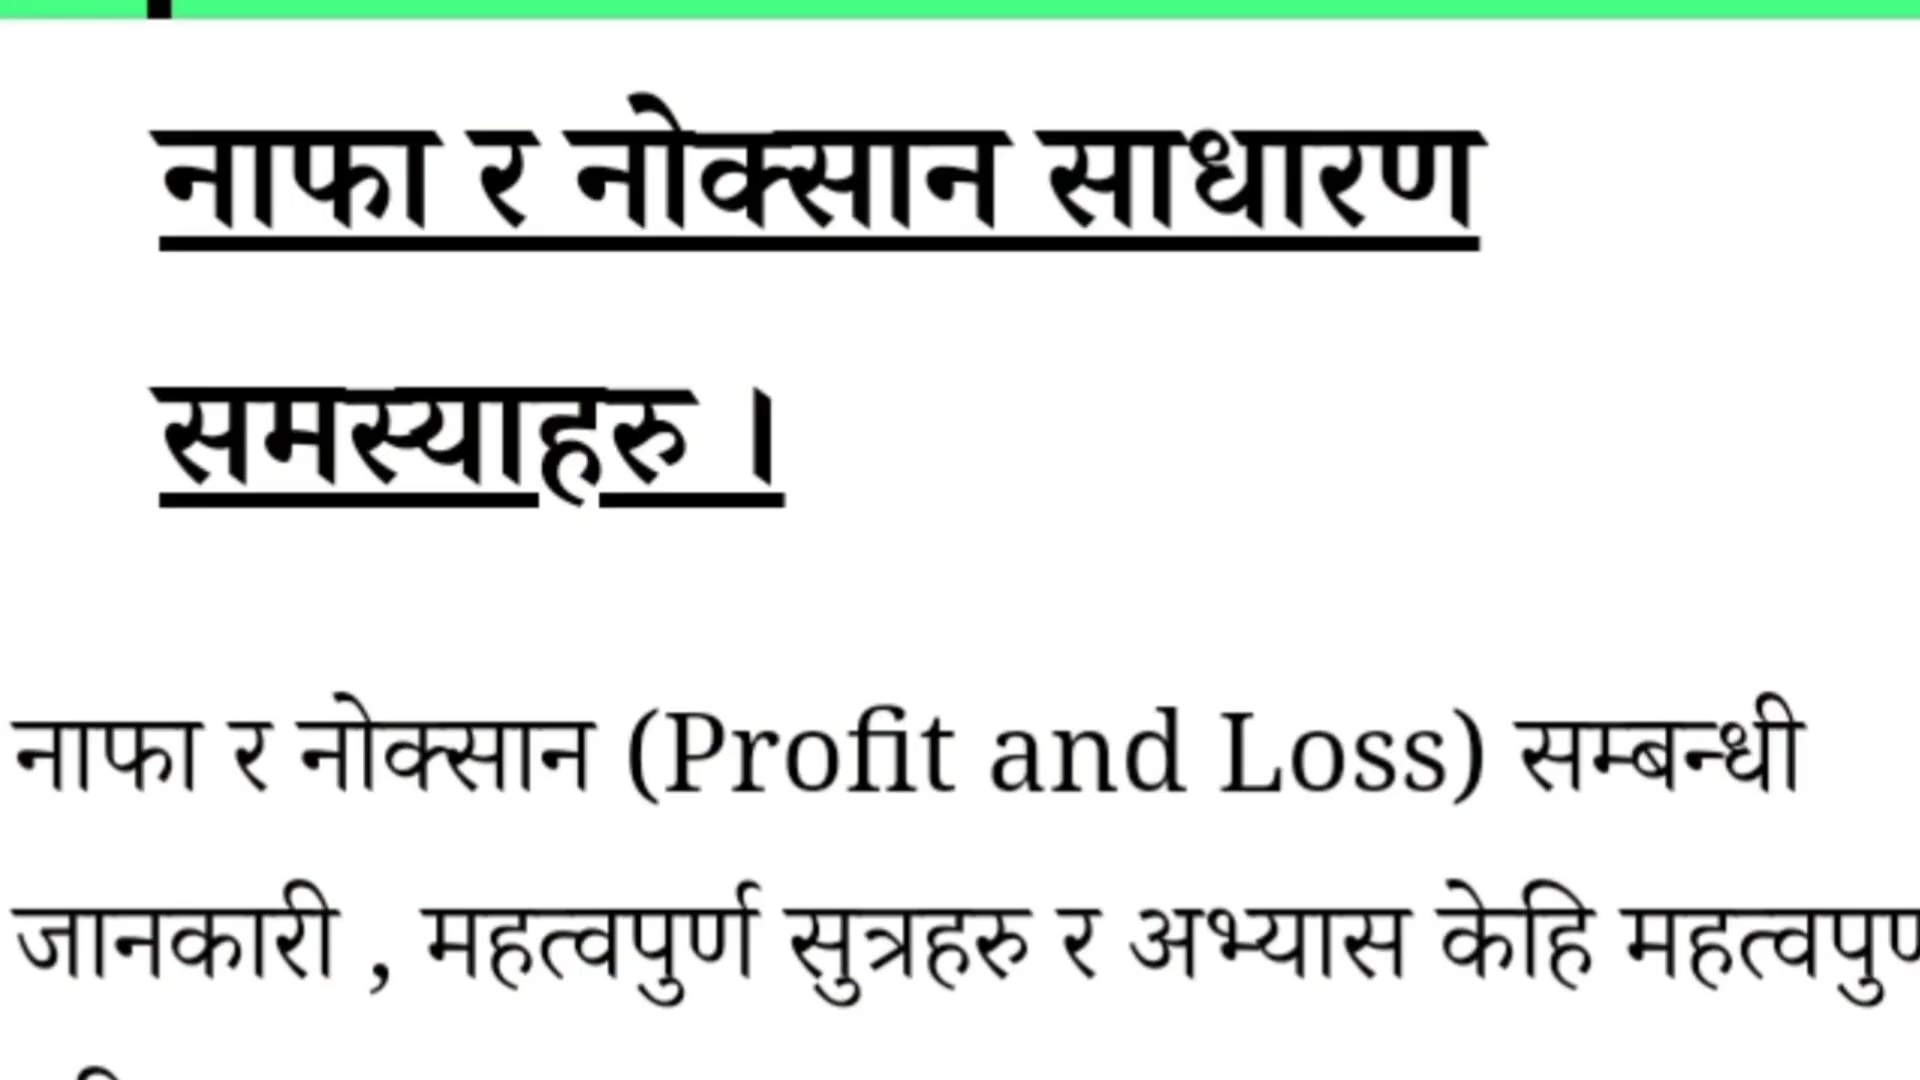 नाफा र नोक्सान साधारण
समस्याहरु ।
नाफा र नोक्सान (Profit and Loss) सम्बन्धी
जानकारी , महत्वपुर्ण सुत्रहरु र अभ्यास केहि